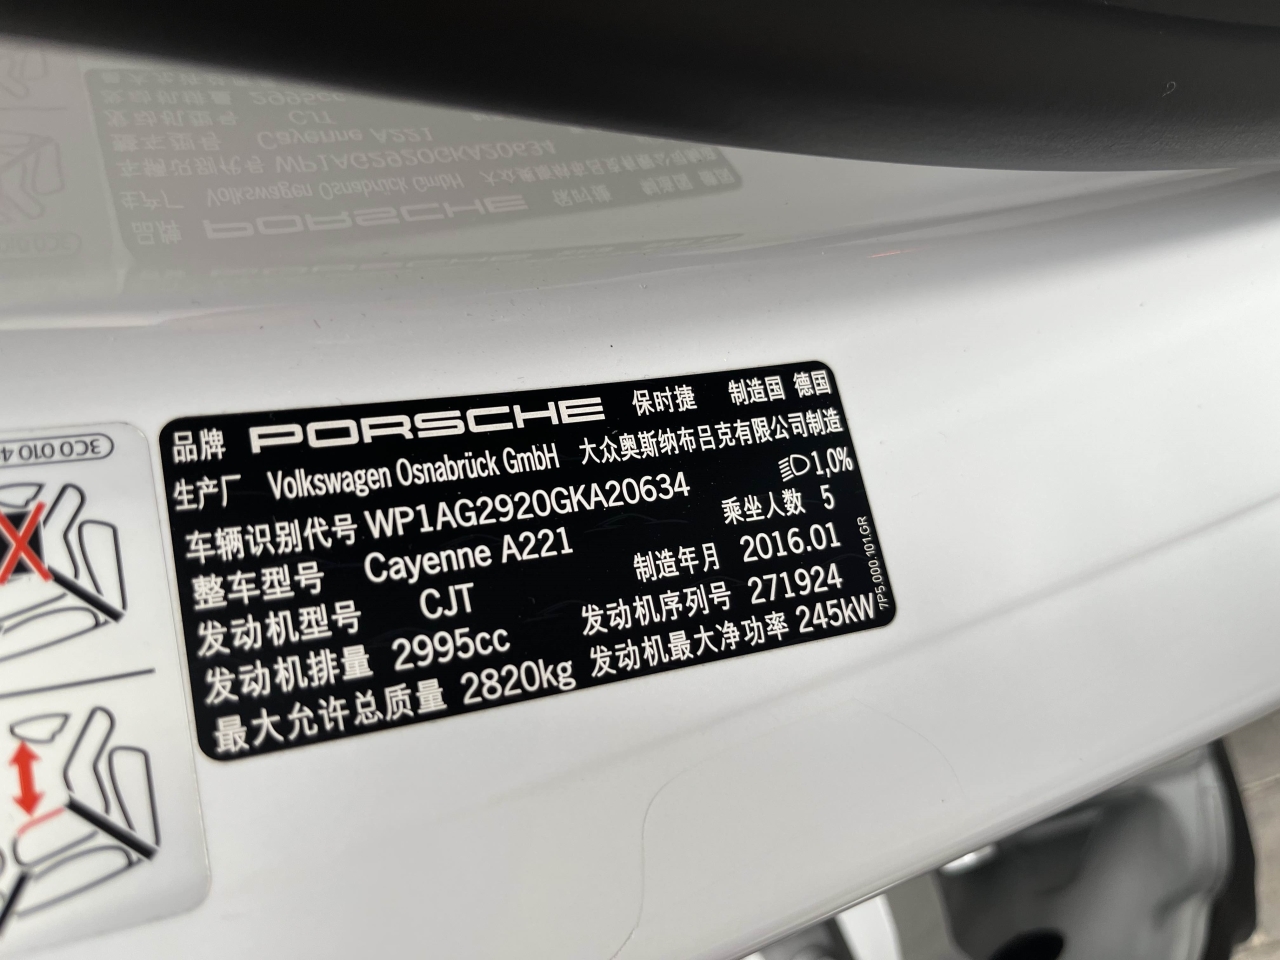 品牌 PORSCHE 保时捷 制造国 德国
生产厂 Volkswagen Osnabrück GmbH 大众奥斯纳布吕克有限公司制造
车辆识别代号 WP1AG2920GKA20634 1,0%
整车型号 Cayenne A221 乘坐人数 5
发动机型号 CJT 制造年月 2016.01
发动机排量 2995cc 发动机序列号 271924
最大允许总质量 2820kg 发动机最大净功率 245kW
7P5.000.101.GR
3C0 010 4